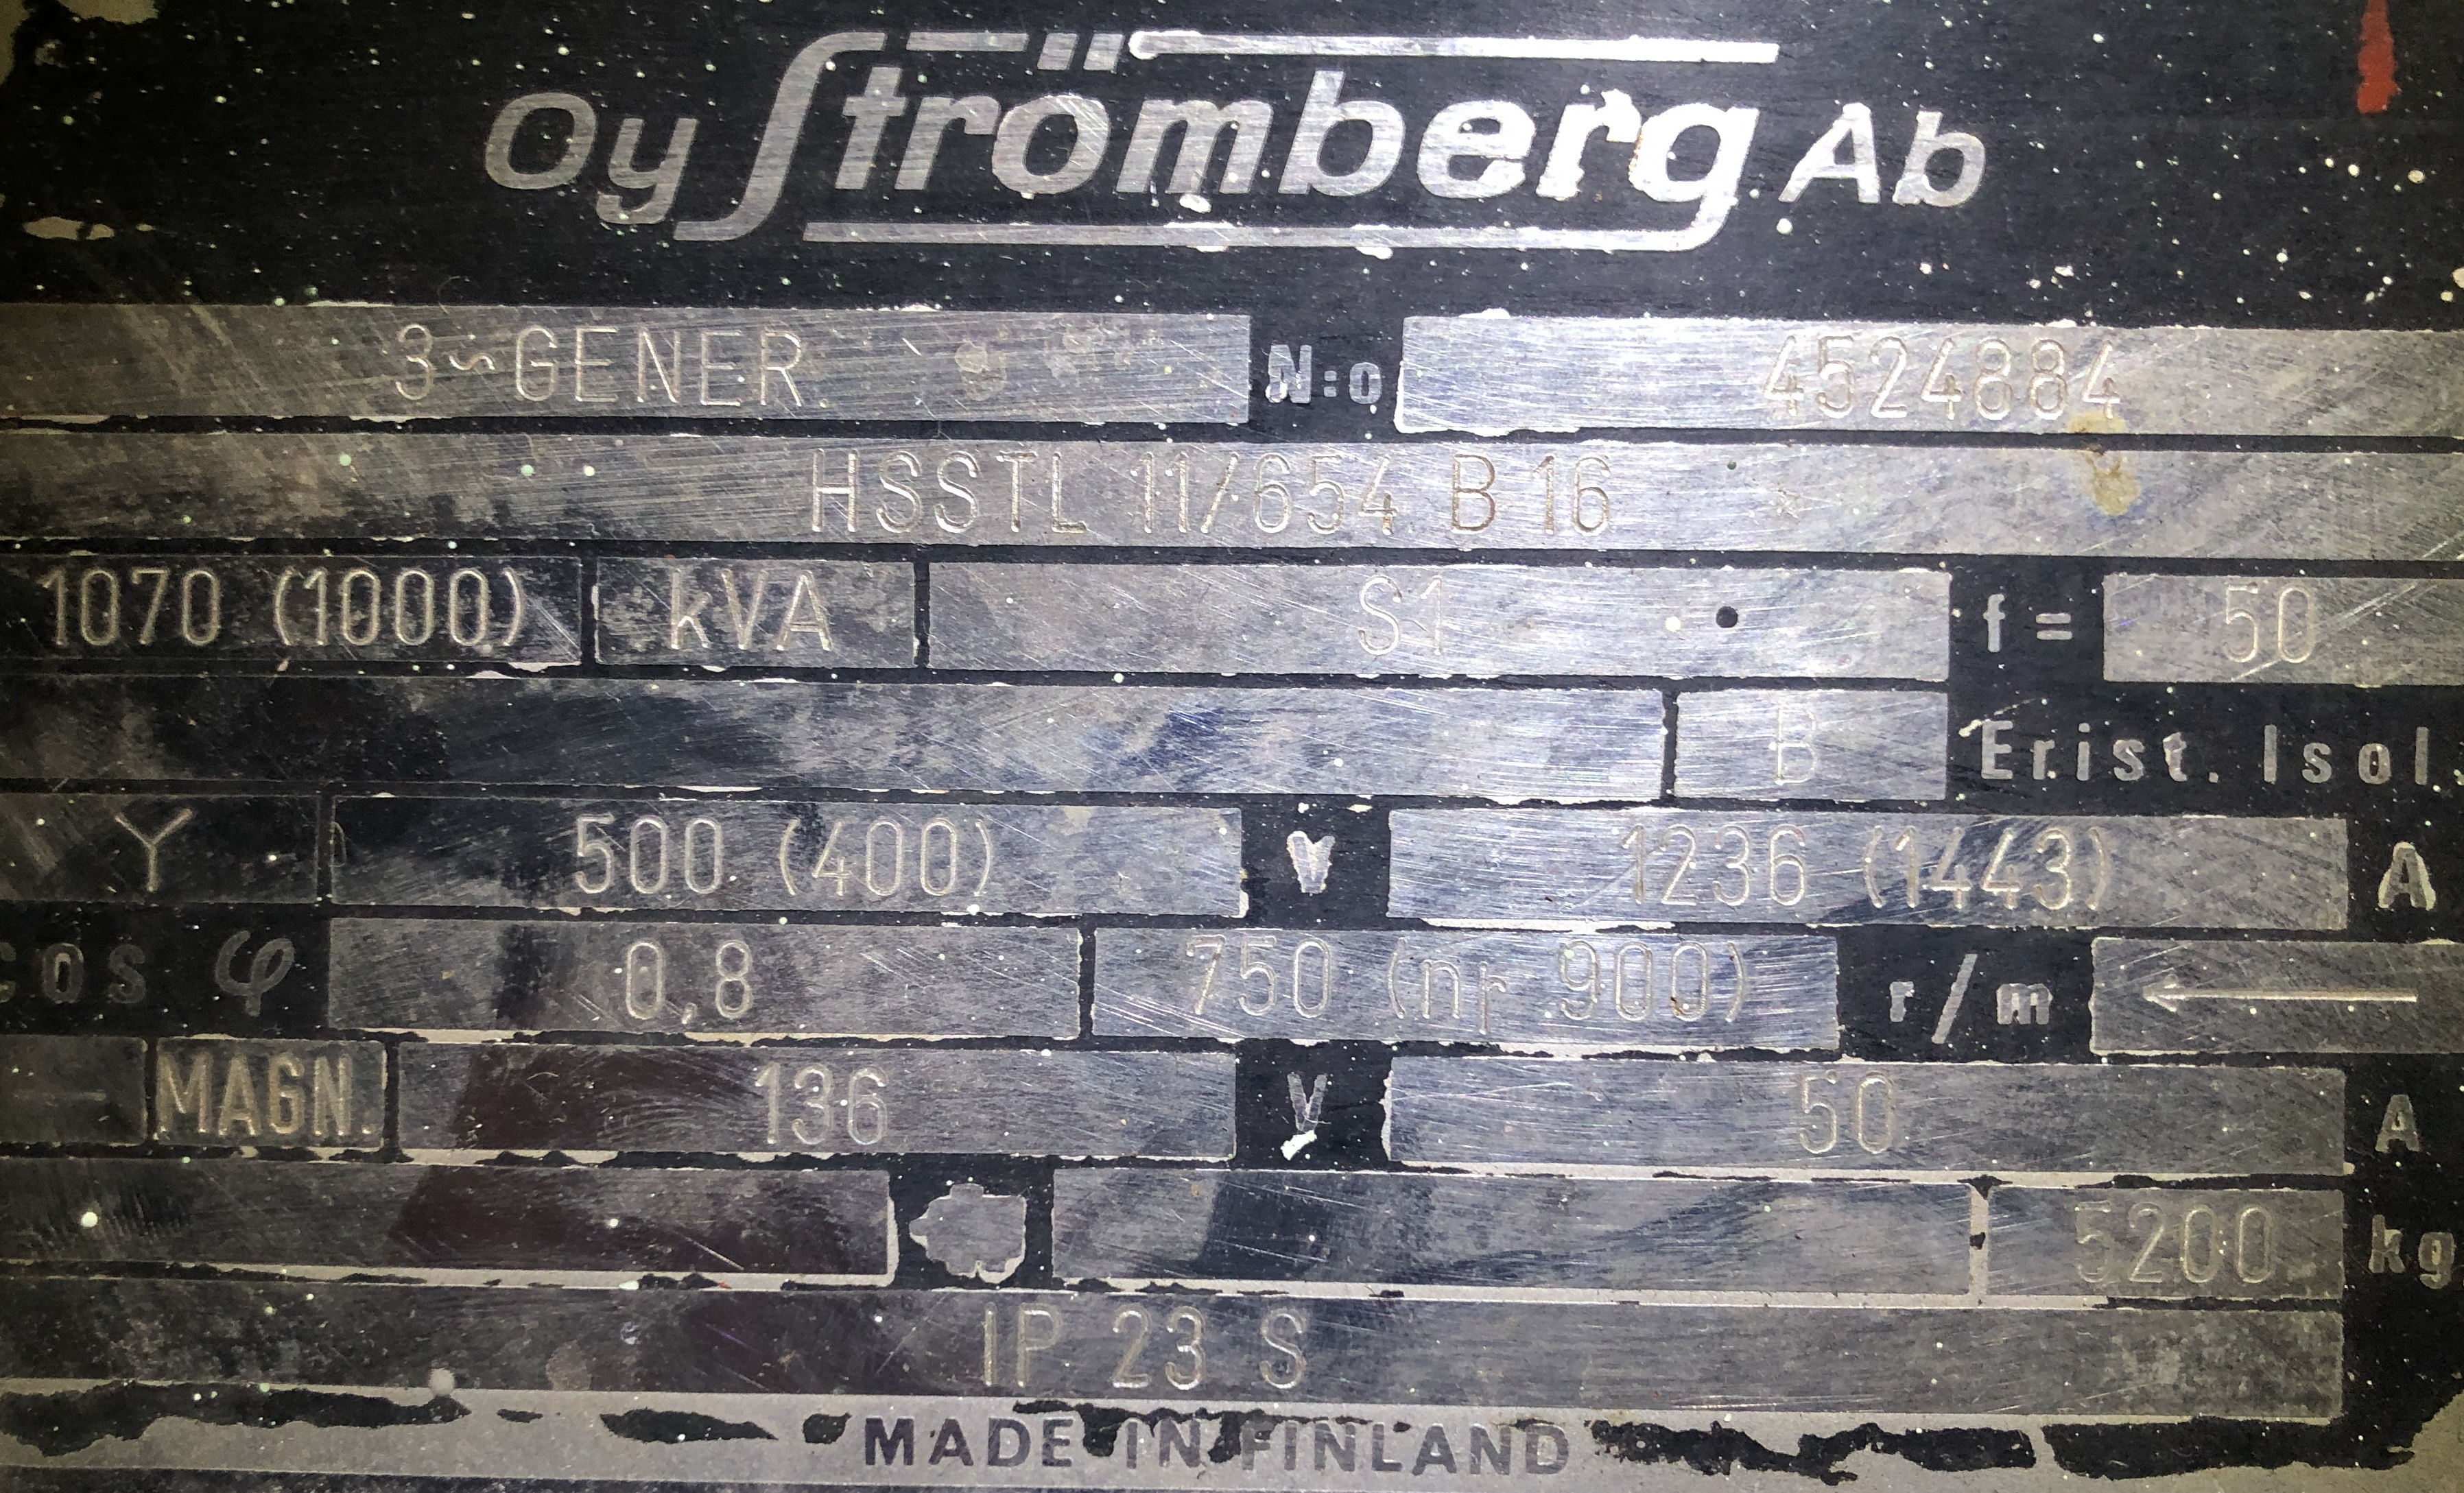 Oy Strömberg Ab
3~GENER. N:o 4524884
HSSTL 11/654 B 16
1070 (1000) kVA S1 f = 50
B Erist. Isol.
Y 500 (400) V 1236 (1443) A
cos φ 0,8 750 (nr 900) r/m ←
— MAGN. 136 V 50 A
5200 kg
IP 23 S
MADE IN FINLAND